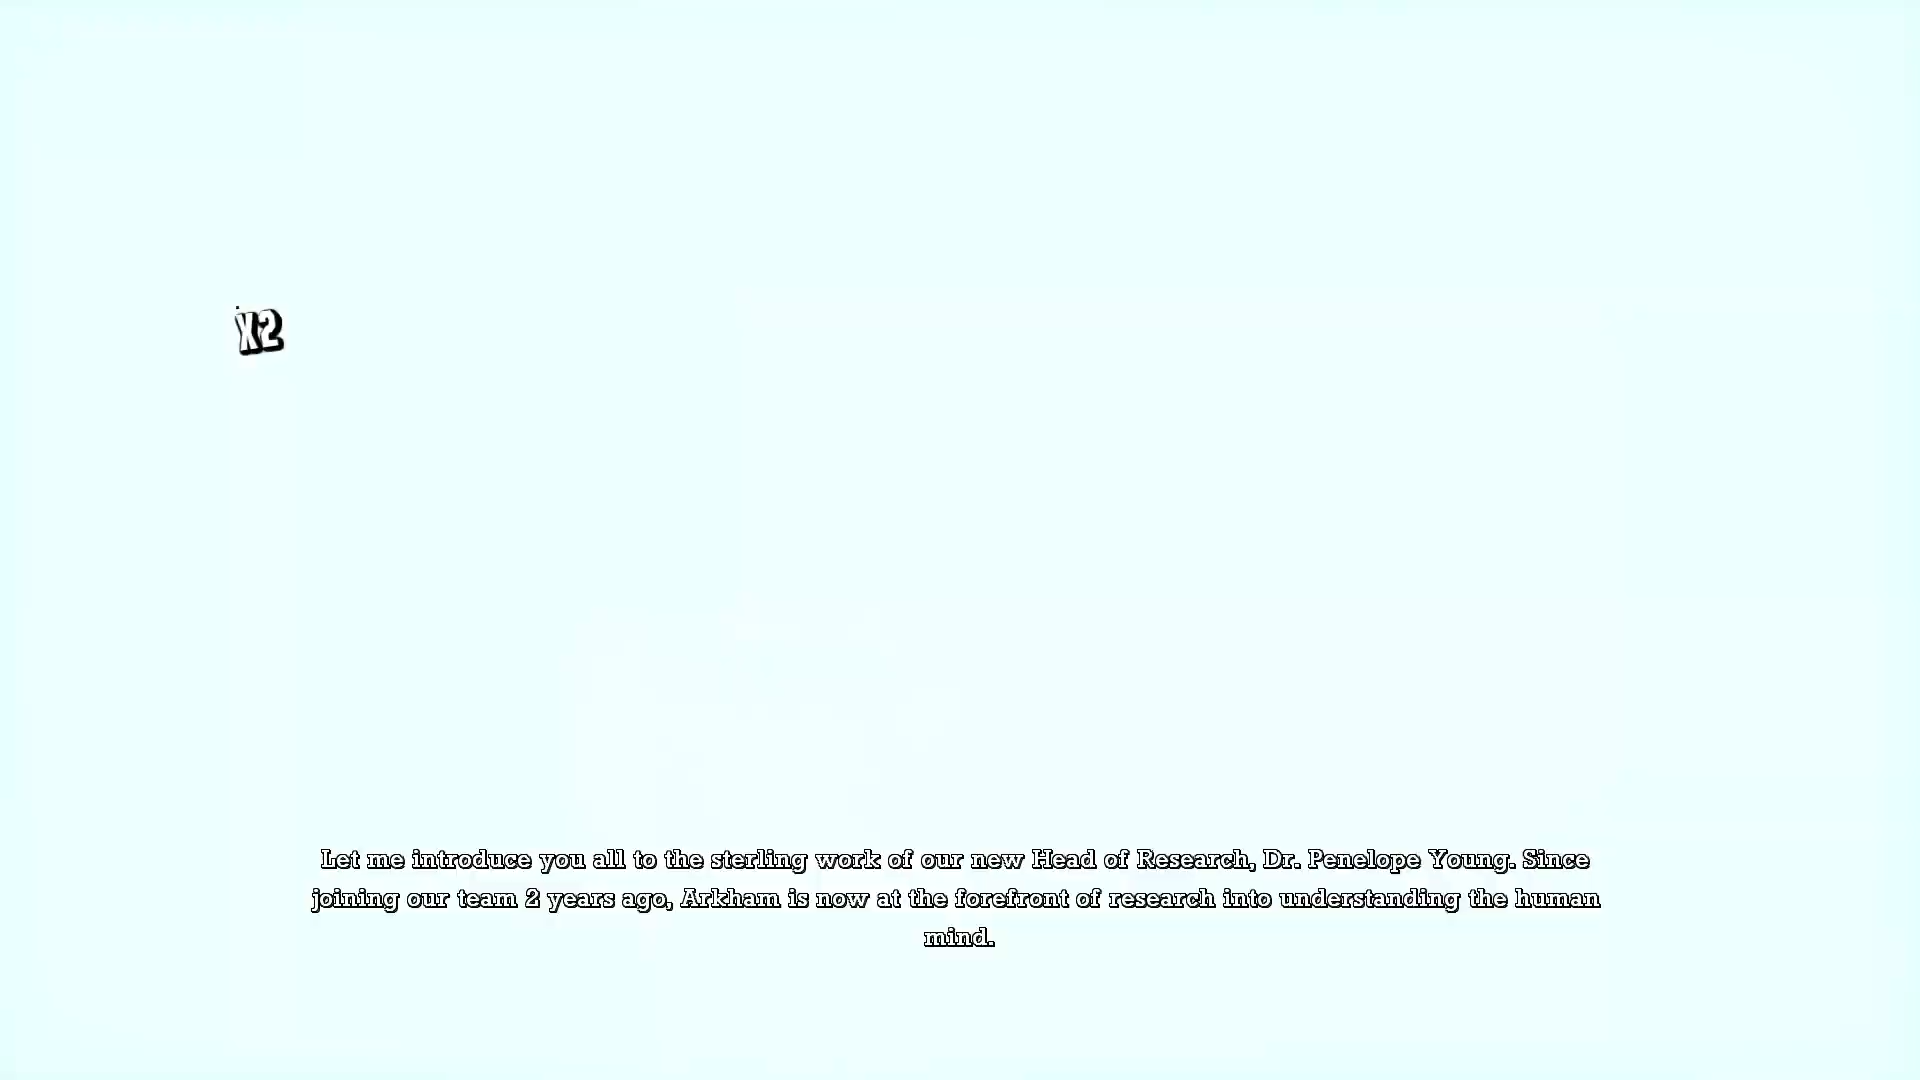 X2
Let me introduce you all to the sterling work of our new Head of Research, Dr. Penelope Young. Since
joining our team 2 years ago, Arkham is now at the forefront of research into understanding the human
mind.